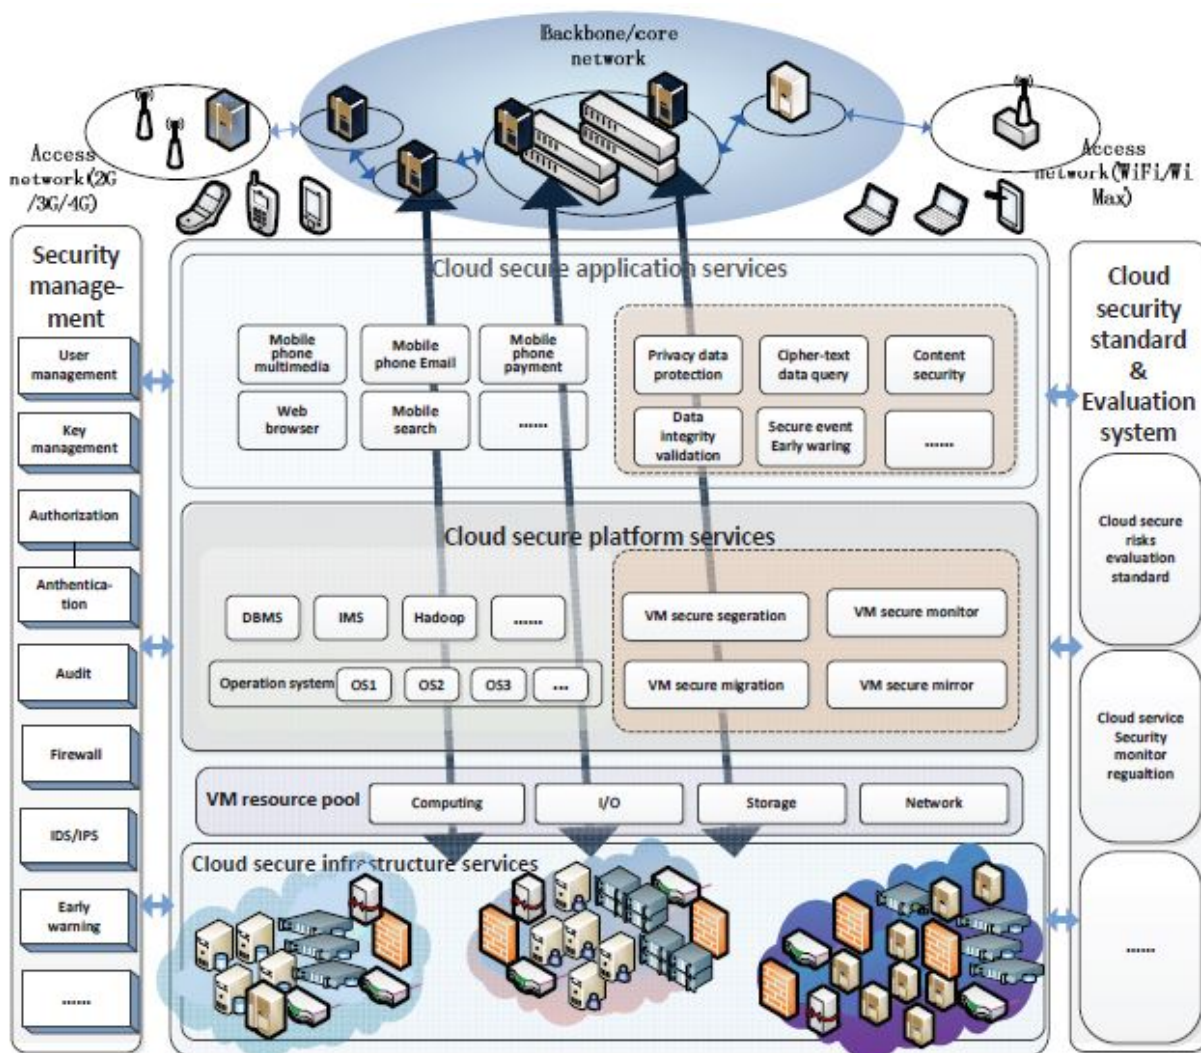 Backbone/core
network
Access
network(2G
/3G/4G)
Access
network(WiFi/Wi
Max)
Security
manage-
ment
User
management
Key
management
Authorization
Anthentica-
tion
Audit
Firewall
IDS/IPS
Early
warning
......
Cloud secure application services
Mobile
phone
multimedia
Mobile
phone Email
Mobile
phone
payment
Web
browser
Mobile
search
......
Privacy data
protection
Cipher-text
data query
Content
security
Data
integrity
validation
Secure event
Early waring
......
Cloud secure platform services
DBMS
IMS
Hadoop
......
Operation system
OS1
OS2
OS3
...
VM secure segeration
VM secure monitor
VM secure migration
VM secure mirror
VM resource pool
Computing
I/O
Storage
Network
Cloud secure infrastructure services
Cloud
security
standard
&
Evaluation
system
Cloud secure
risks
evaluation
standard
Cloud service
Security
monitor
regualtion
......